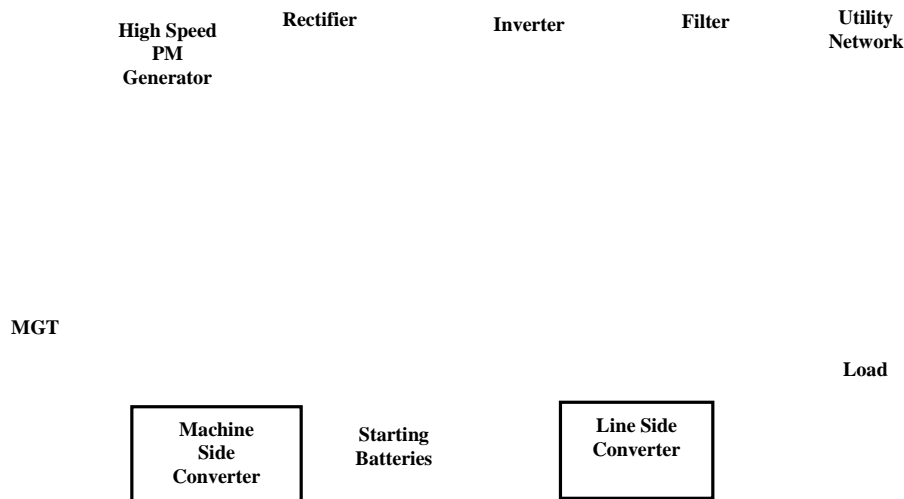 High Speed
PM
Generator
Rectifier
Inverter
Filter
Utility
Network
MGT
Load
Machine
Side
Converter
Starting
Batteries
Line Side
Converter